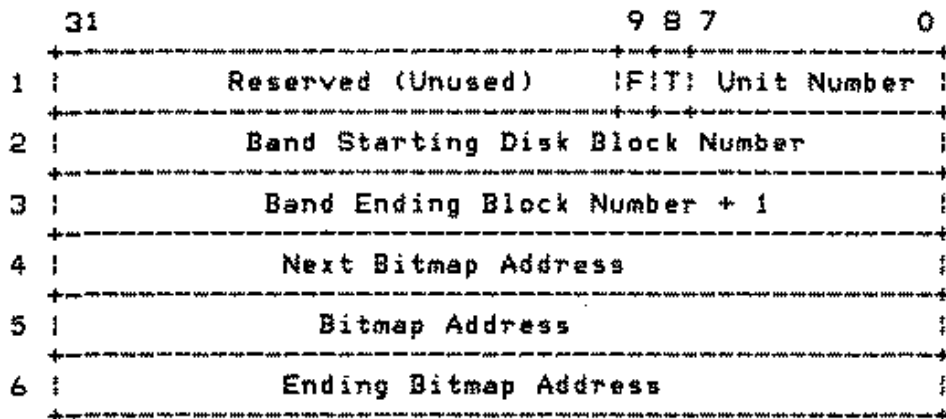 31 9 8 7 0
1 | Reserved (Unused) |F|T| Unit Number |
2 | Band Starting Disk Block Number |
3 | Band Ending Block Number + 1 |
4 | Next Bitmap Address |
5 | Bitmap Address |
6 | Ending Bitmap Address |